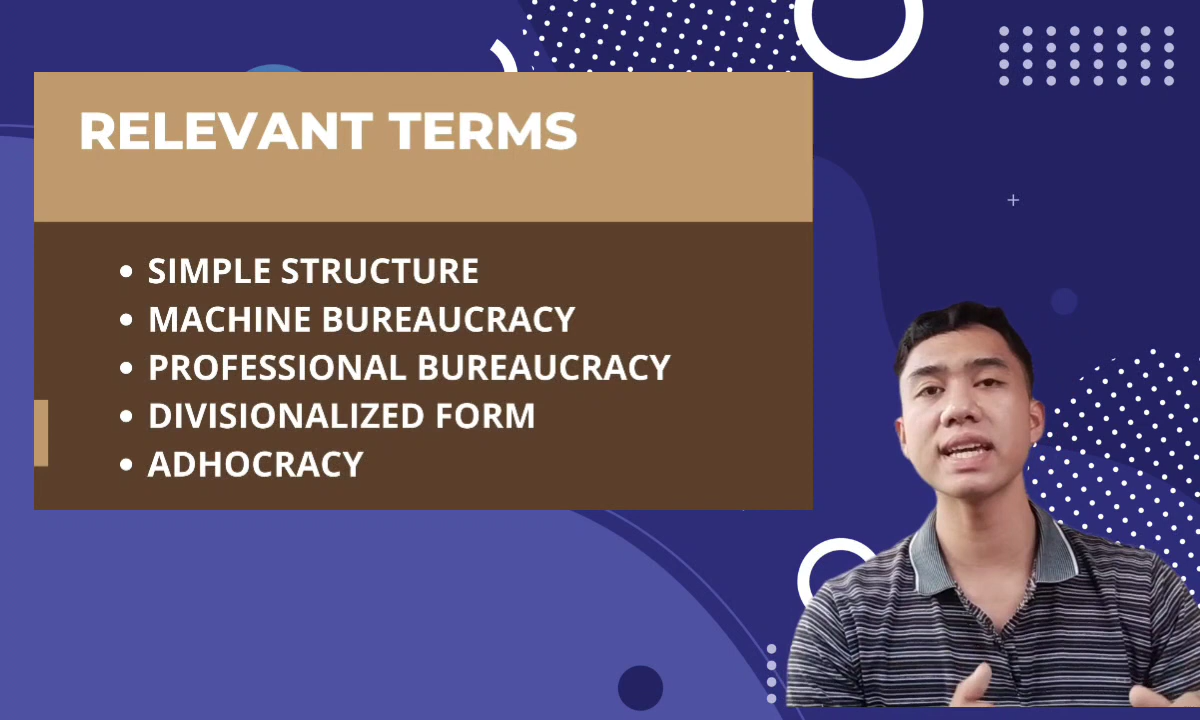 RELEVANT TERMS
• SIMPLE STRUCTURE
• MACHINE BUREAUCRACY
• PROFESSIONAL BUREAUCRACY
• DIVISIONALIZED FORM
• ADHOCRACY